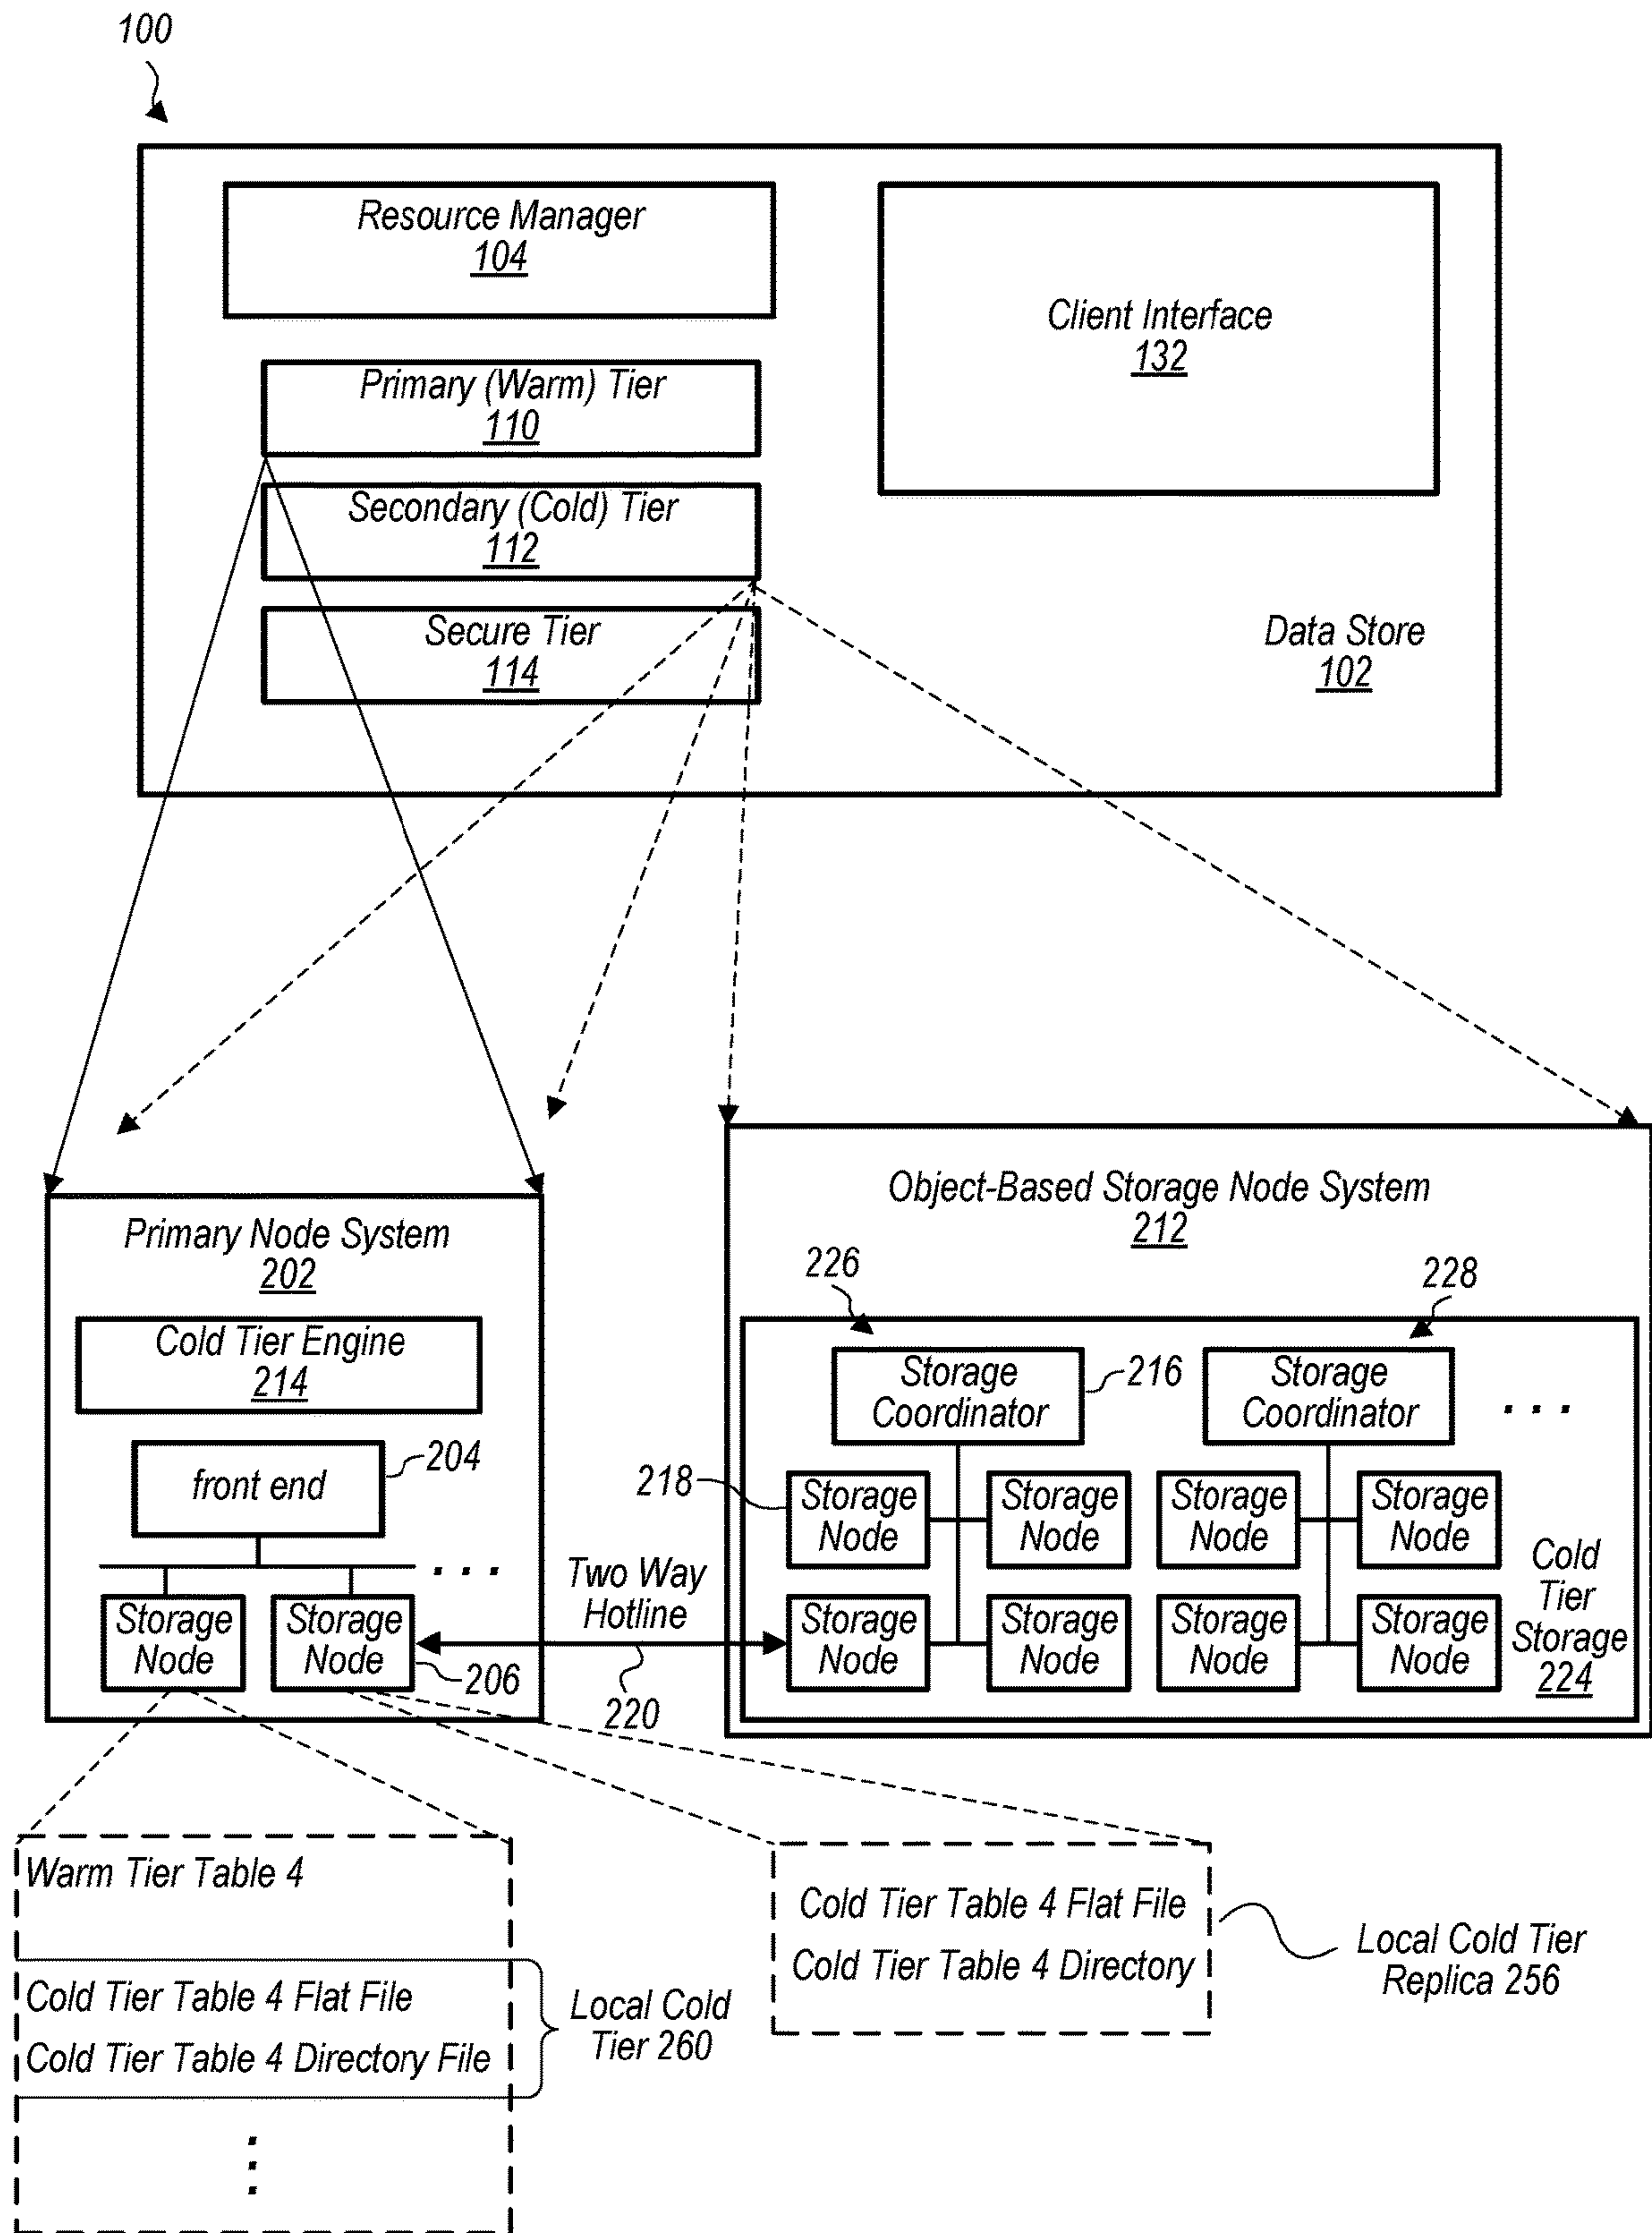 100
Resource Manager
104
Client Interface
132
Primary (Warm) Tier
110
Secondary (Cold) Tier
112
Secure Tier
114
Data Store
102
Primary Node System
202
Cold Tier Engine
214
front end
204
. . .
Storage
Node
Storage
Node
206
Two Way
Hotline
220
Object-Based Storage Node System
212
226
228
Storage
Coordinator
216
Storage
Coordinator
. . .
218
Storage
Node
Storage
Node
Storage
Node
Storage
Node
Storage
Node
Storage
Node
Storage
Node
Storage
Node
Cold
Tier
Storage
224
Warm Tier Table 4
Cold Tier Table 4 Flat File
Cold Tier Table 4 Directory File
Local Cold
Tier 260
Cold Tier Table 4 Flat File
Cold Tier Table 4 Directory
Local Cold Tier
Replica 256